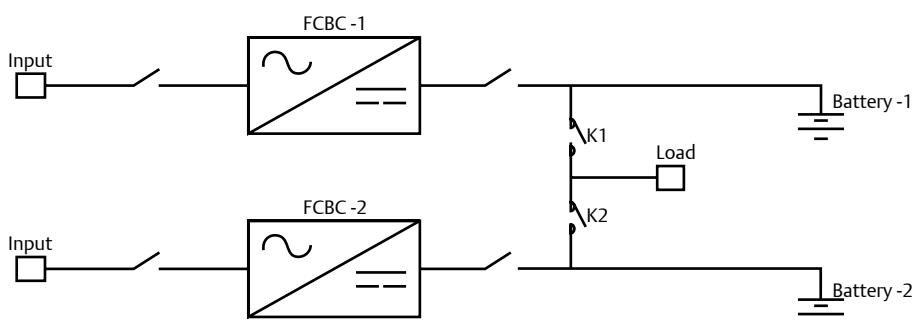 FCBC -1
Input
Battery -1
K1
Load
FCBC -2
K2
Input
Battery -2